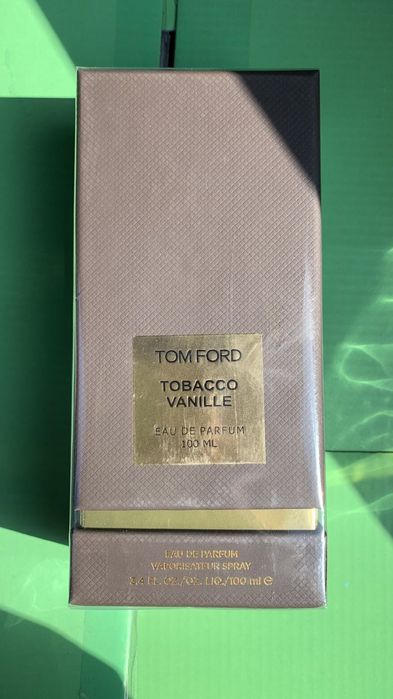 TOM FORD
TOBACCO
VANILLE
EAU DE PARFUM
100 ML
EAU DE PARFUM
VAPORISATEUR SPRAY
3.4 FL. OZ./OZ. LIQ./100 ml ℮